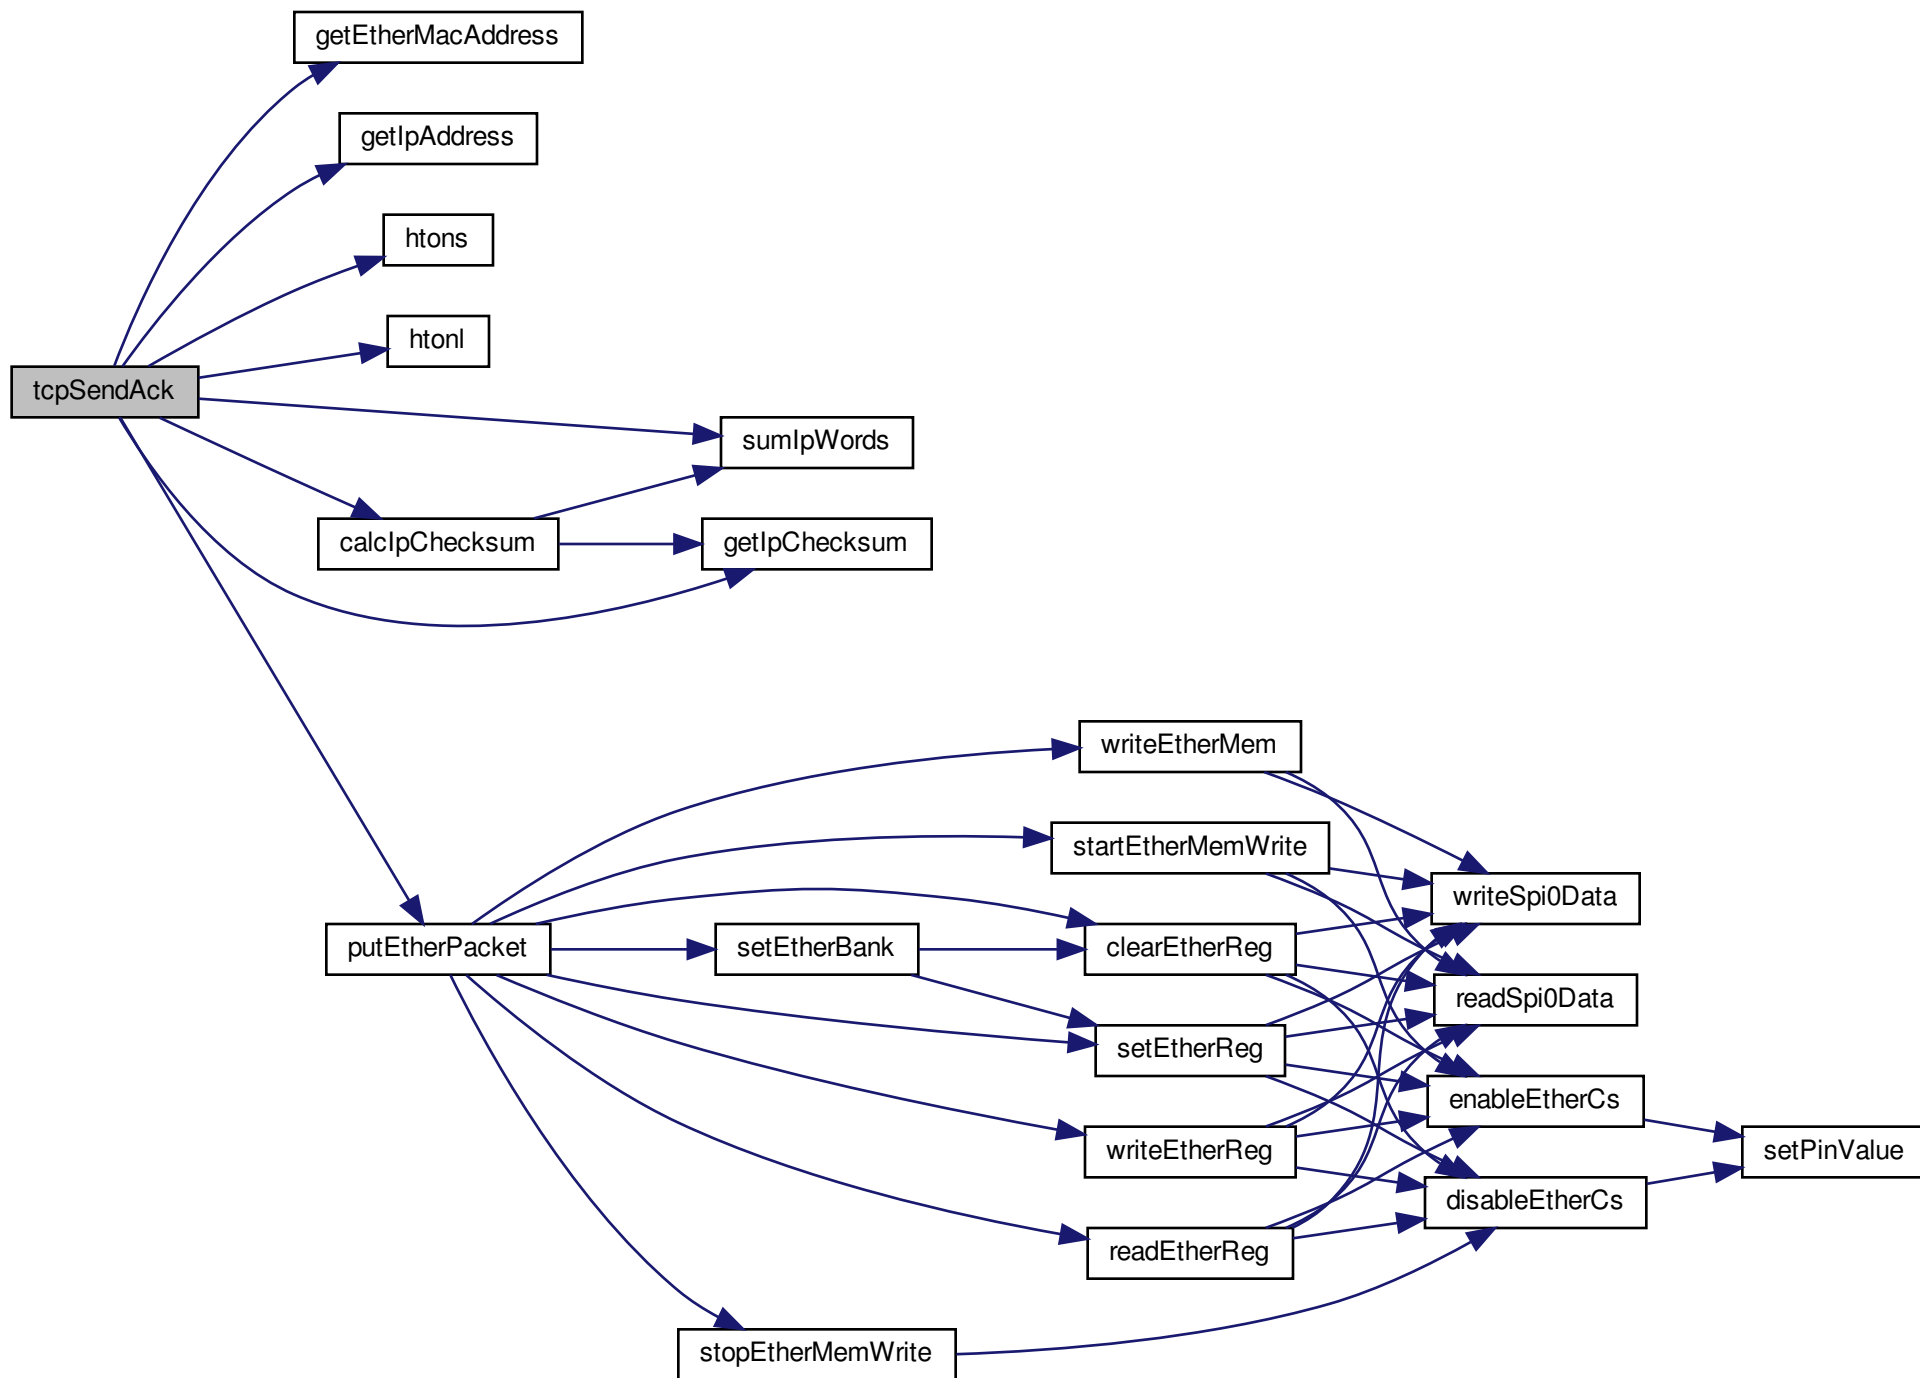 getEtherMacAddress
getIpAddress
htons
htonl
tcpSendAck
sumIpWords
calcIpChecksum
getIpChecksum
writeEtherMem
startEtherMemWrite
writeSpi0Data
putEtherPacket
setEtherBank
clearEtherReg
readSpi0Data
setEtherReg
enableEtherCs
writeEtherReg
setPinValue
disableEtherCs
readEtherReg
stopEtherMemWrite